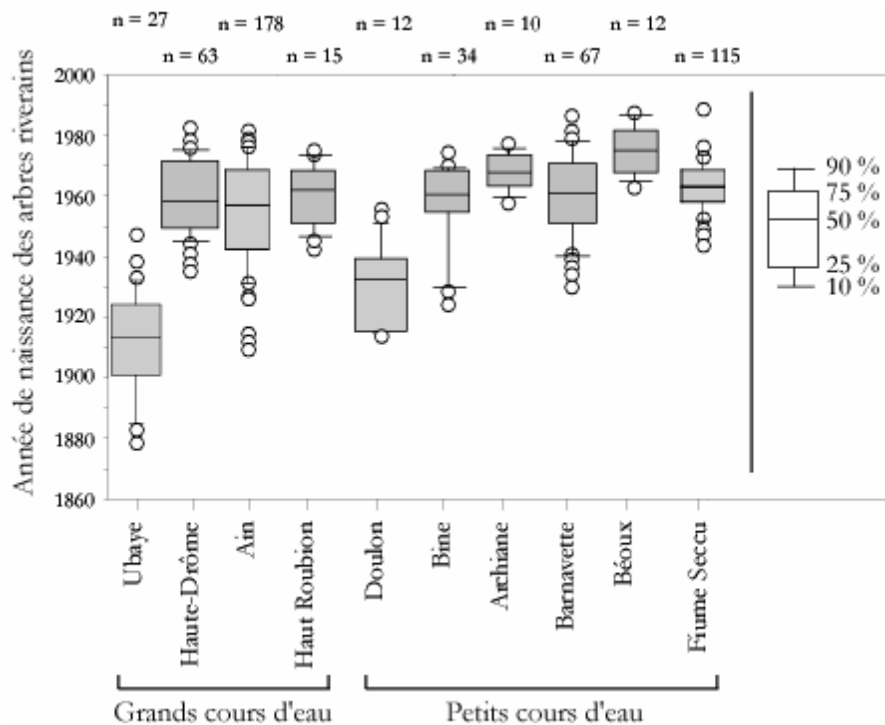 n = 27
n = 178
n = 12
n = 10
n = 12
n = 63
n = 15
n = 34
n = 67
n = 115
Année de naissance des arbres riverains
2000
1980
1960
1940
1920
1900
1880
1860
90 %
75 %
50 %
25 %
10 %
Ubaye
Haute-Drôme
Ain
Haut Roubion
Doulon
Bine
Archiane
Barnavette
Béoux
Fiume Seccu
Grands cours d'eau
Petits cours d'eau